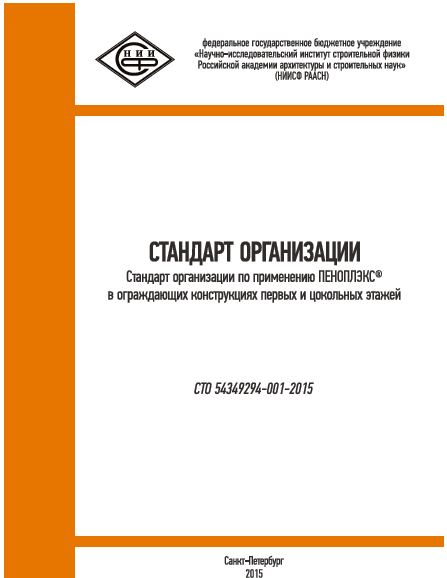 НИИ
СФ
федеральное государственное бюджетное учреждение
«Научно-исследовательский институт строительной физики
Российской академии архитектуры и строительных наук»
(НИИСФ РААСН)
СТАНДАРТ ОРГАНИЗАЦИИ
Стандарт организации по применению ПЕНОПЛЭКС®
в ограждающих конструкциях первых и цокольных этажей
СТО 54349294-001-2015
Санкт-Петербург
2015